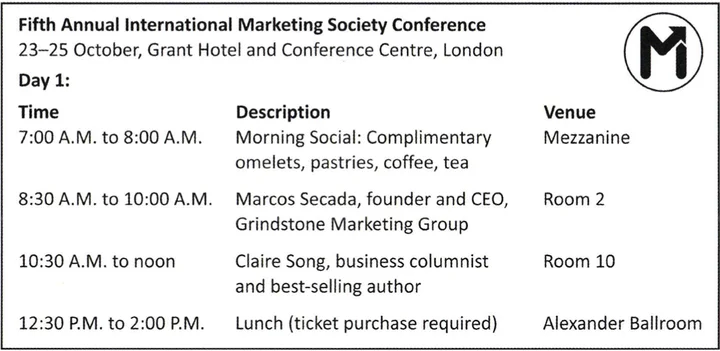 Fifth Annual International Marketing Society Conference
23–25 October, Grant Hotel and Conference Centre, London
Day 1:
Time Description Venue
7:00 A.M. to 8:00 A.M. Morning Social: Complimentary Mezzanine
omelets, pastries, coffee, tea
8:30 A.M. to 10:00 A.M. Marcos Secada, founder and CEO, Room 2
Grindstone Marketing Group
10:30 A.M. to noon Claire Song, business columnist Room 10
and best-selling author
12:30 P.M. to 2:00 P.M. Lunch (ticket purchase required) Alexander Ballroom
M